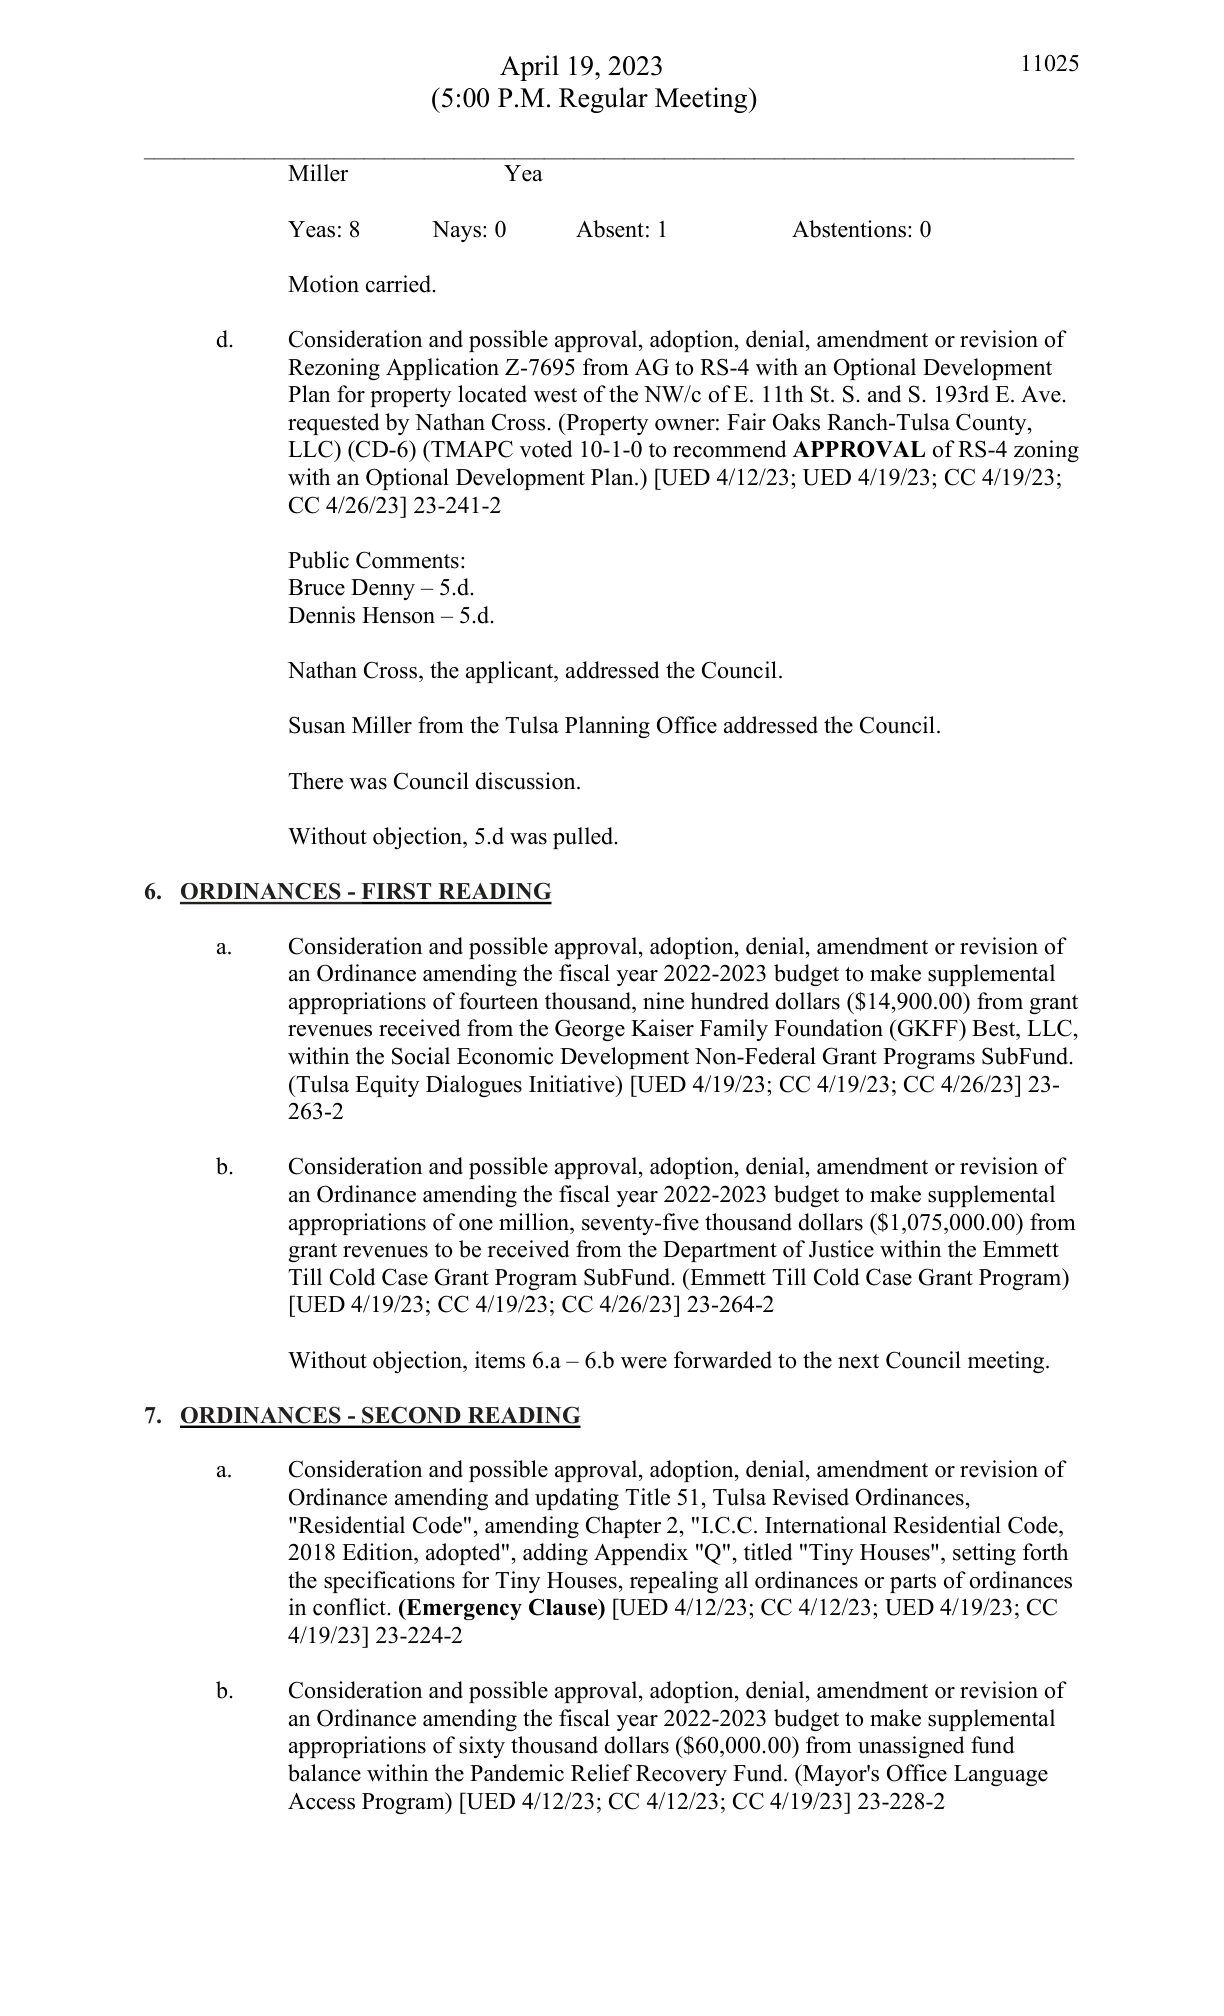 April 19, 2023
11025
(5:00 P.M. Regular Meeting)
Miller Yea
Yeas: 8 Nays: 0 Absent: 1 Abstentions: 0
Motion carried.
d. Consideration and possible approval, adoption, denial, amendment or revision of
Rezoning Application Z-7695 from AG to RS-4 with an Optional Development
Plan for property located west of the NW/c of E. 11th St. S. and S. 193rd E. Ave.
requested by Nathan Cross. (Property owner: Fair Oaks Ranch-Tulsa County,
LLC) (CD-6) (TMAPC voted 10-1-0 to recommend APPROVAL of RS-4 zoning
with an Optional Development Plan.) [UED 4/12/23; UED 4/19/23; CC 4/19/23;
CC 4/26/23] 23-241-2
Public Comments:
Bruce Denny – 5.d.
Dennis Henson – 5.d.
Nathan Cross, the applicant, addressed the Council.
Susan Miller from the Tulsa Planning Office addressed the Council.
There was Council discussion.
Without objection, 5.d was pulled.
6. ORDINANCES - FIRST READING
a. Consideration and possible approval, adoption, denial, amendment or revision of
an Ordinance amending the fiscal year 2022-2023 budget to make supplemental
appropriations of fourteen thousand, nine hundred dollars ($14,900.00) from grant
revenues received from the George Kaiser Family Foundation (GKFF) Best, LLC,
within the Social Economic Development Non-Federal Grant Programs SubFund.
(Tulsa Equity Dialogues Initiative) [UED 4/19/23; CC 4/19/23; CC 4/26/23] 23-
263-2
b. Consideration and possible approval, adoption, denial, amendment or revision of
an Ordinance amending the fiscal year 2022-2023 budget to make supplemental
appropriations of one million, seventy-five thousand dollars ($1,075,000.00) from
grant revenues to be received from the Department of Justice within the Emmett
Till Cold Case Grant Program SubFund. (Emmett Till Cold Case Grant Program)
[UED 4/19/23; CC 4/19/23; CC 4/26/23] 23-264-2
Without objection, items 6.a – 6.b were forwarded to the next Council meeting.
7. ORDINANCES - SECOND READING
a. Consideration and possible approval, adoption, denial, amendment or revision of
Ordinance amending and updating Title 51, Tulsa Revised Ordinances,
"Residential Code", amending Chapter 2, "I.C.C. International Residential Code,
2018 Edition, adopted", adding Appendix "Q", titled "Tiny Houses", setting forth
the specifications for Tiny Houses, repealing all ordinances or parts of ordinances
in conflict. (Emergency Clause) [UED 4/12/23; CC 4/12/23; UED 4/19/23; CC
4/19/23] 23-224-2
b. Consideration and possible approval, adoption, denial, amendment or revision of
an Ordinance amending the fiscal year 2022-2023 budget to make supplemental
appropriations of sixty thousand dollars ($60,000.00) from unassigned fund
balance within the Pandemic Relief Recovery Fund. (Mayor's Office Language
Access Program) [UED 4/12/23; CC 4/12/23; CC 4/19/23] 23-228-2